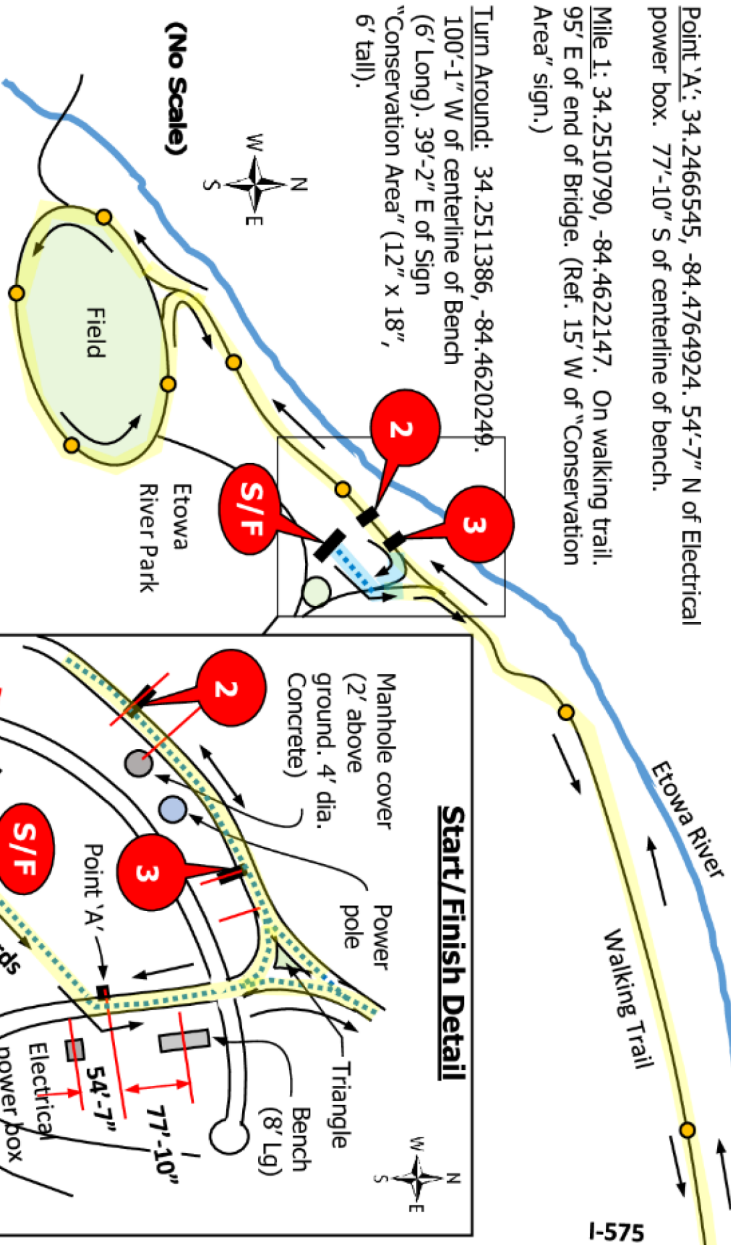 Point ‘A’: 34.2466545, -84.4764924. 54’-7” N of Electrical
power box. 77’-10” S of centerline of bench.
Mile 1: 34.2510790, -84.4622147. On walking trail.
95’ E of end of Bridge. (Ref. 15’ W of “Conservation
Area” sign.)
Turn Around: 34.2511386, -84.4620249.
100’-1” W of centerline of Bench
(6’ Long). 39’-2” E of Sign
“Conservation Area” (12” x 18”,
6’ tall).
(No Scale)
N
W
E
S
Field
Etowa
River Park
2
3
S/F
Etowa River
Walking Trail
I-575
Start/Finish Detail
Manhole cover
(2’ above
ground. 4’ dia.
Concrete)
Power
pole
Triangle
Bench
(8’ Lg)
2
3
S/F
Point ‘A’
77’-10”
54’-7”
Electrical
power box
N
W
E
S